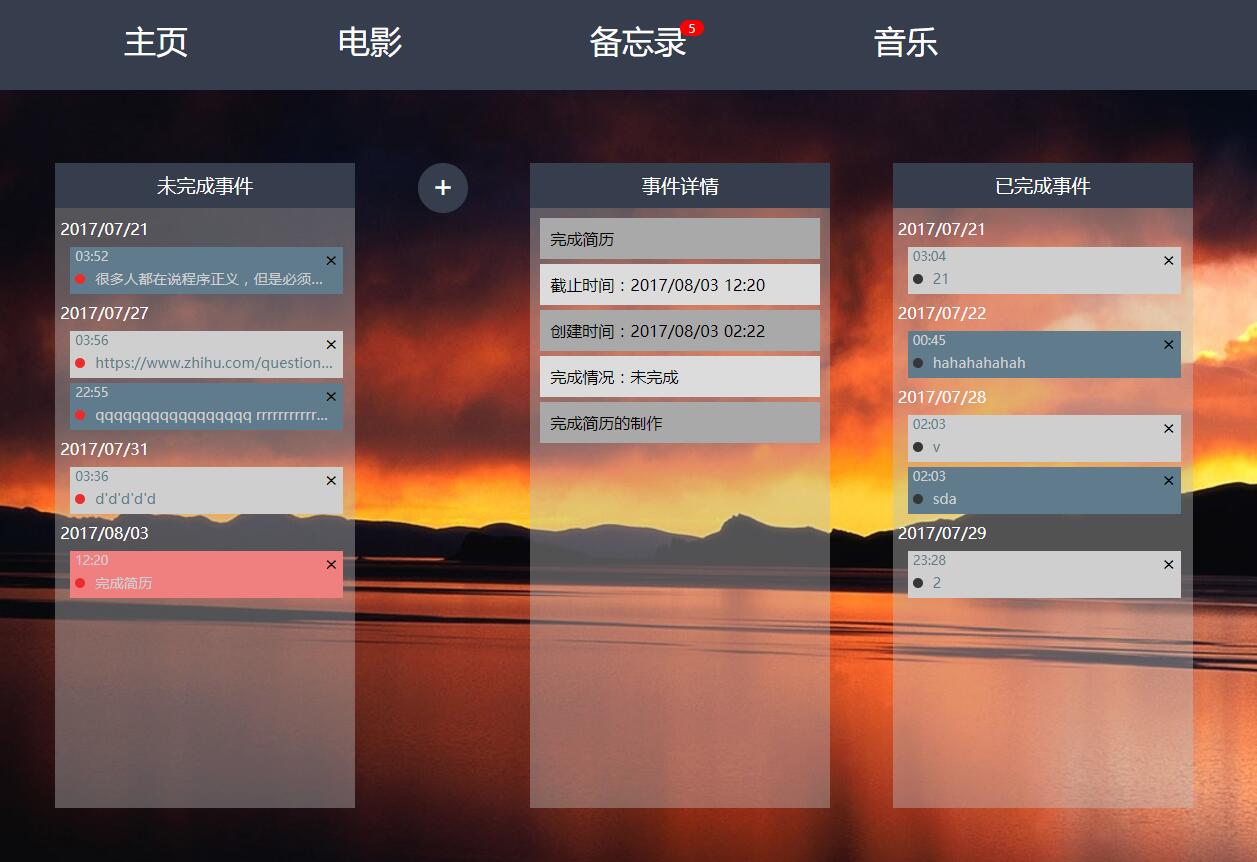 主页
电影
备忘录
5
音乐
未完成事件
2017/07/21
03:52
×
很多人都在说程序正义，但是必须...
2017/07/27
03:56
×
https://www.zhihu.com/question...
22:55
×
qqqqqqqqqqqqqqqqq rrrrrrrrrrr...
2017/07/31
03:36
×
d'd'd'd'd
2017/08/03
12:20
×
完成简历
+
事件详情
完成简历
截止时间：2017/08/03 12:20
创建时间：2017/08/03 02:22
完成情况：未完成
完成简历的制作
已完成事件
2017/07/21
03:04
×
21
2017/07/22
00:45
×
hahahahahah
2017/07/28
02:03
×
v
02:03
×
sda
2017/07/29
23:28
×
2